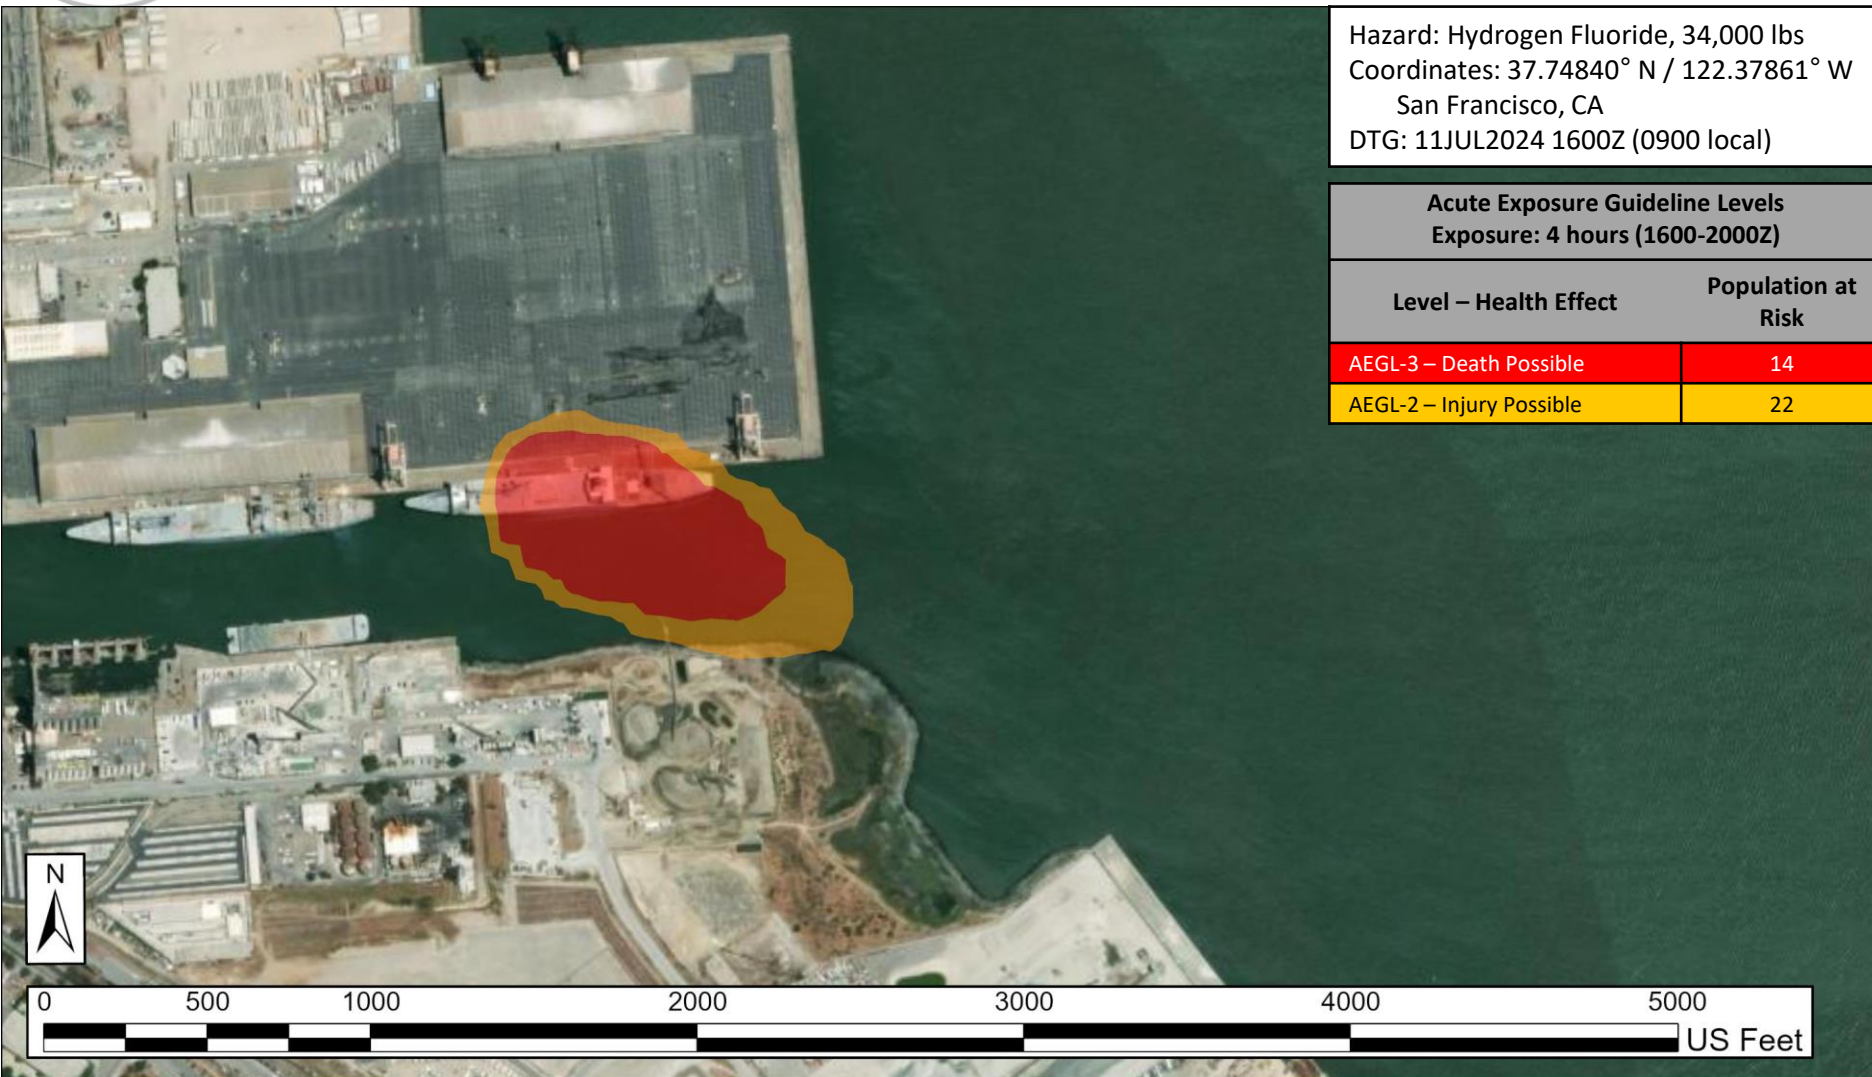 Hazard: Hydrogen Fluoride, 34,000 lbs
Coordinates: 37.74840° N / 122.37861° W
San Francisco, CA
DTG: 11JUL2024 1600Z (0900 local)
Acute Exposure Guideline Levels
Exposure: 4 hours (1600-2000Z)
Level – Health Effect
Population at
Risk
AEGL-3 – Death Possible 14
AEGL-2 – Injury Possible 22
N
0 500 1000 2000 3000 4000 5000
US Feet